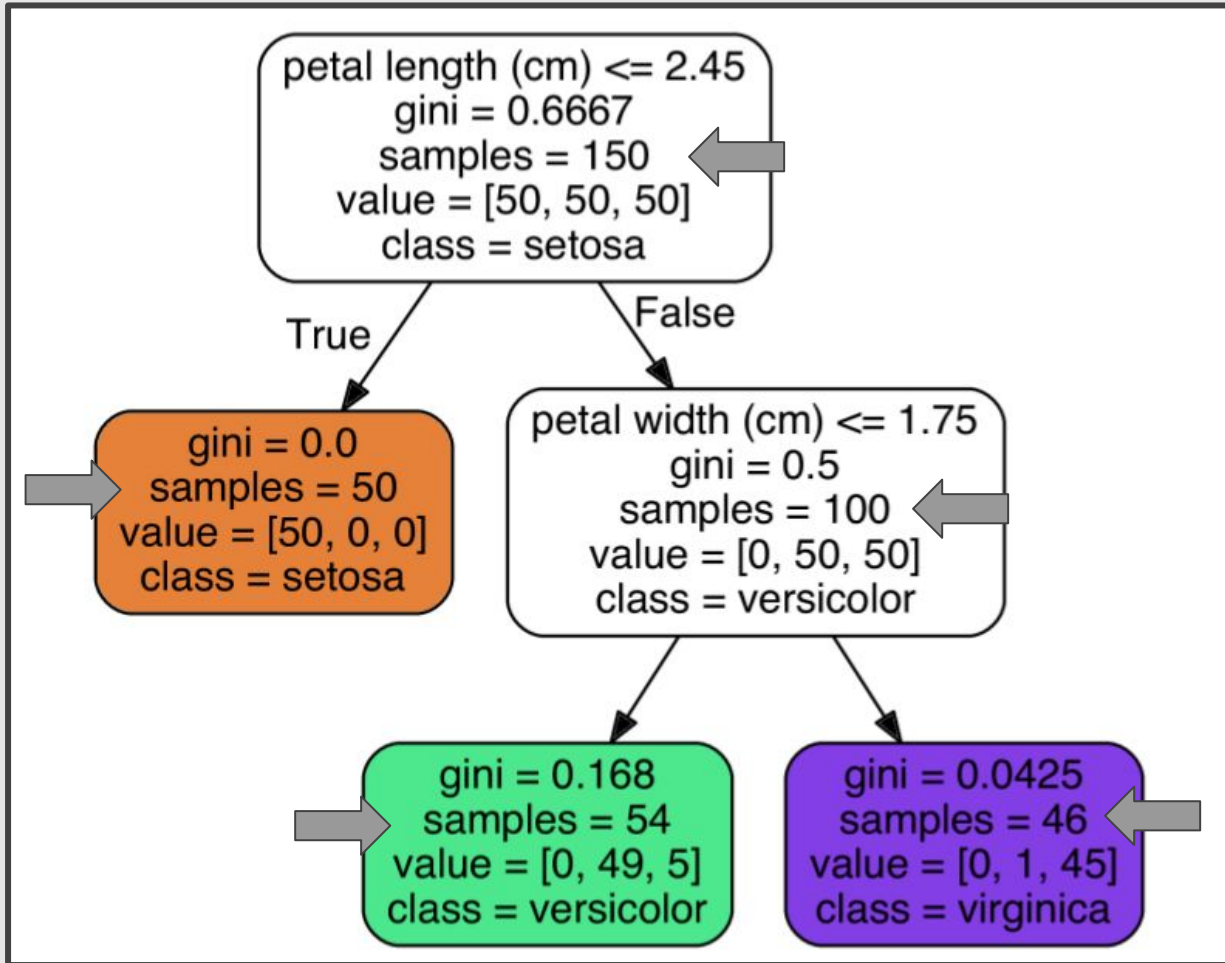 petal length (cm) <= 2.45
gini = 0.6667
samples = 150
value = [50, 50, 50]
class = setosa
True
False
gini = 0.0
samples = 50
value = [50, 0, 0]
class = setosa
petal width (cm) <= 1.75
gini = 0.5
samples = 100
value = [0, 50, 50]
class = versicolor
gini = 0.168
samples = 54
value = [0, 49, 5]
class = versicolor
gini = 0.0425
samples = 46
value = [0, 1, 45]
class = virginica